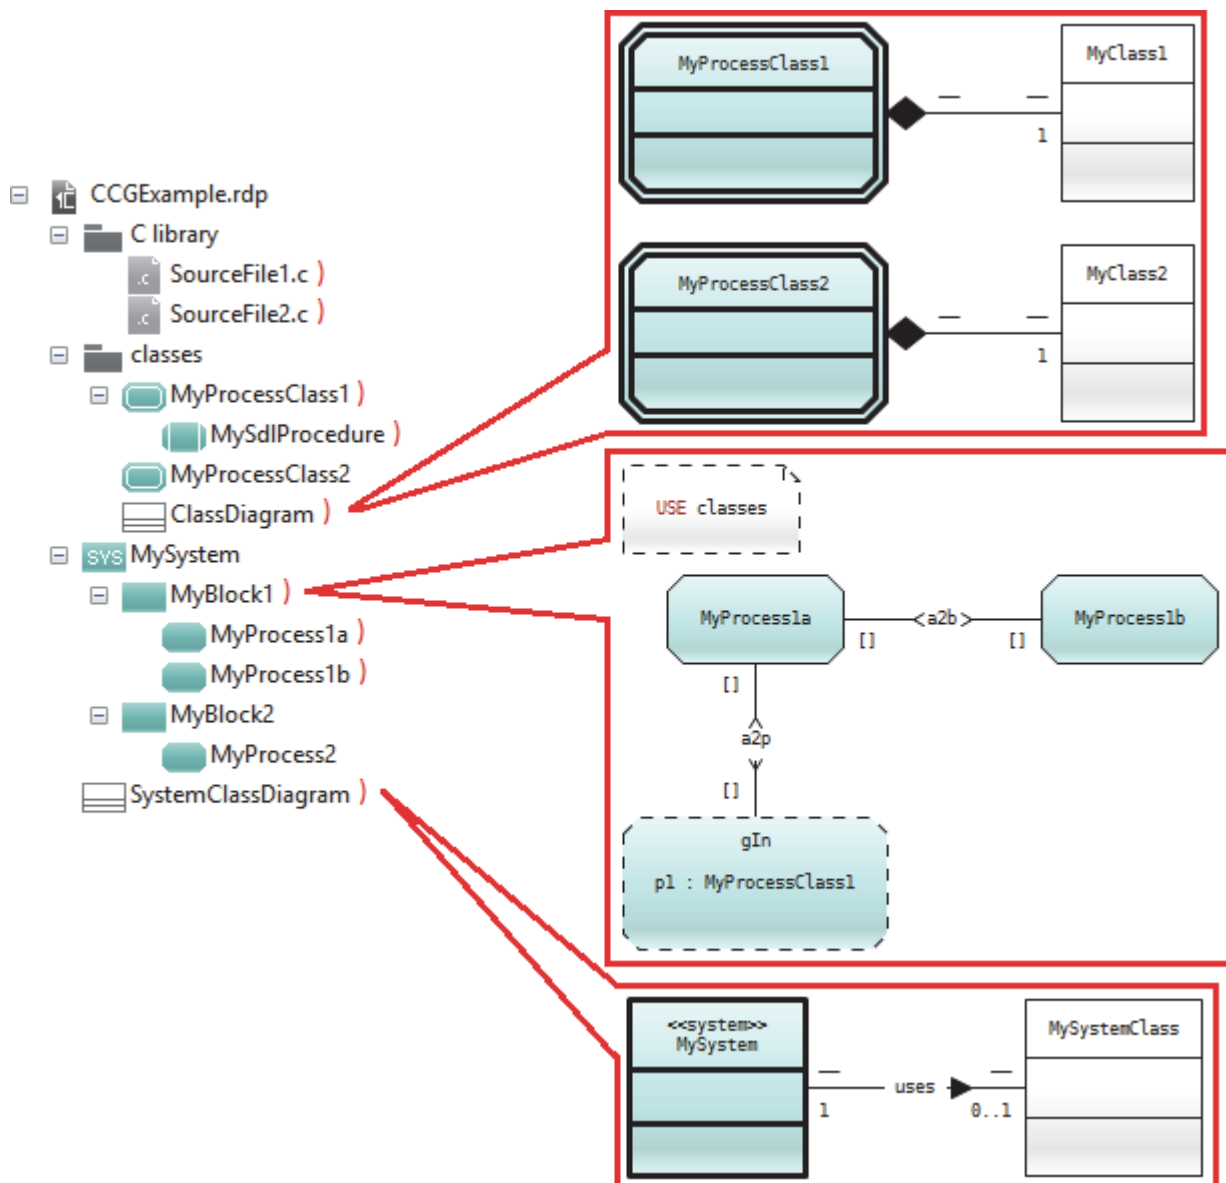 CCGExample.rdp
C library
.c SourceFile1.c )
.c SourceFile2.c )
classes
MyProcessClass1 )
MySdlProcedure )
MyProcessClass2
ClassDiagram )
SYS MySystem
MyBlock1 )
MyProcess1a )
MyProcess1b )
MyBlock2
MyProcess2
SystemClassDiagram )
MyProcessClass1
MyClass1
1
MyProcessClass2
MyClass2
1
USE classes
MyProcess1a
<a2b>
MyProcess1b
[]
[]
[]
a2p
[]
gIn
p1 : MyProcessClass1
<<system>>
MySystem
MySystemClass
uses
1
0..1